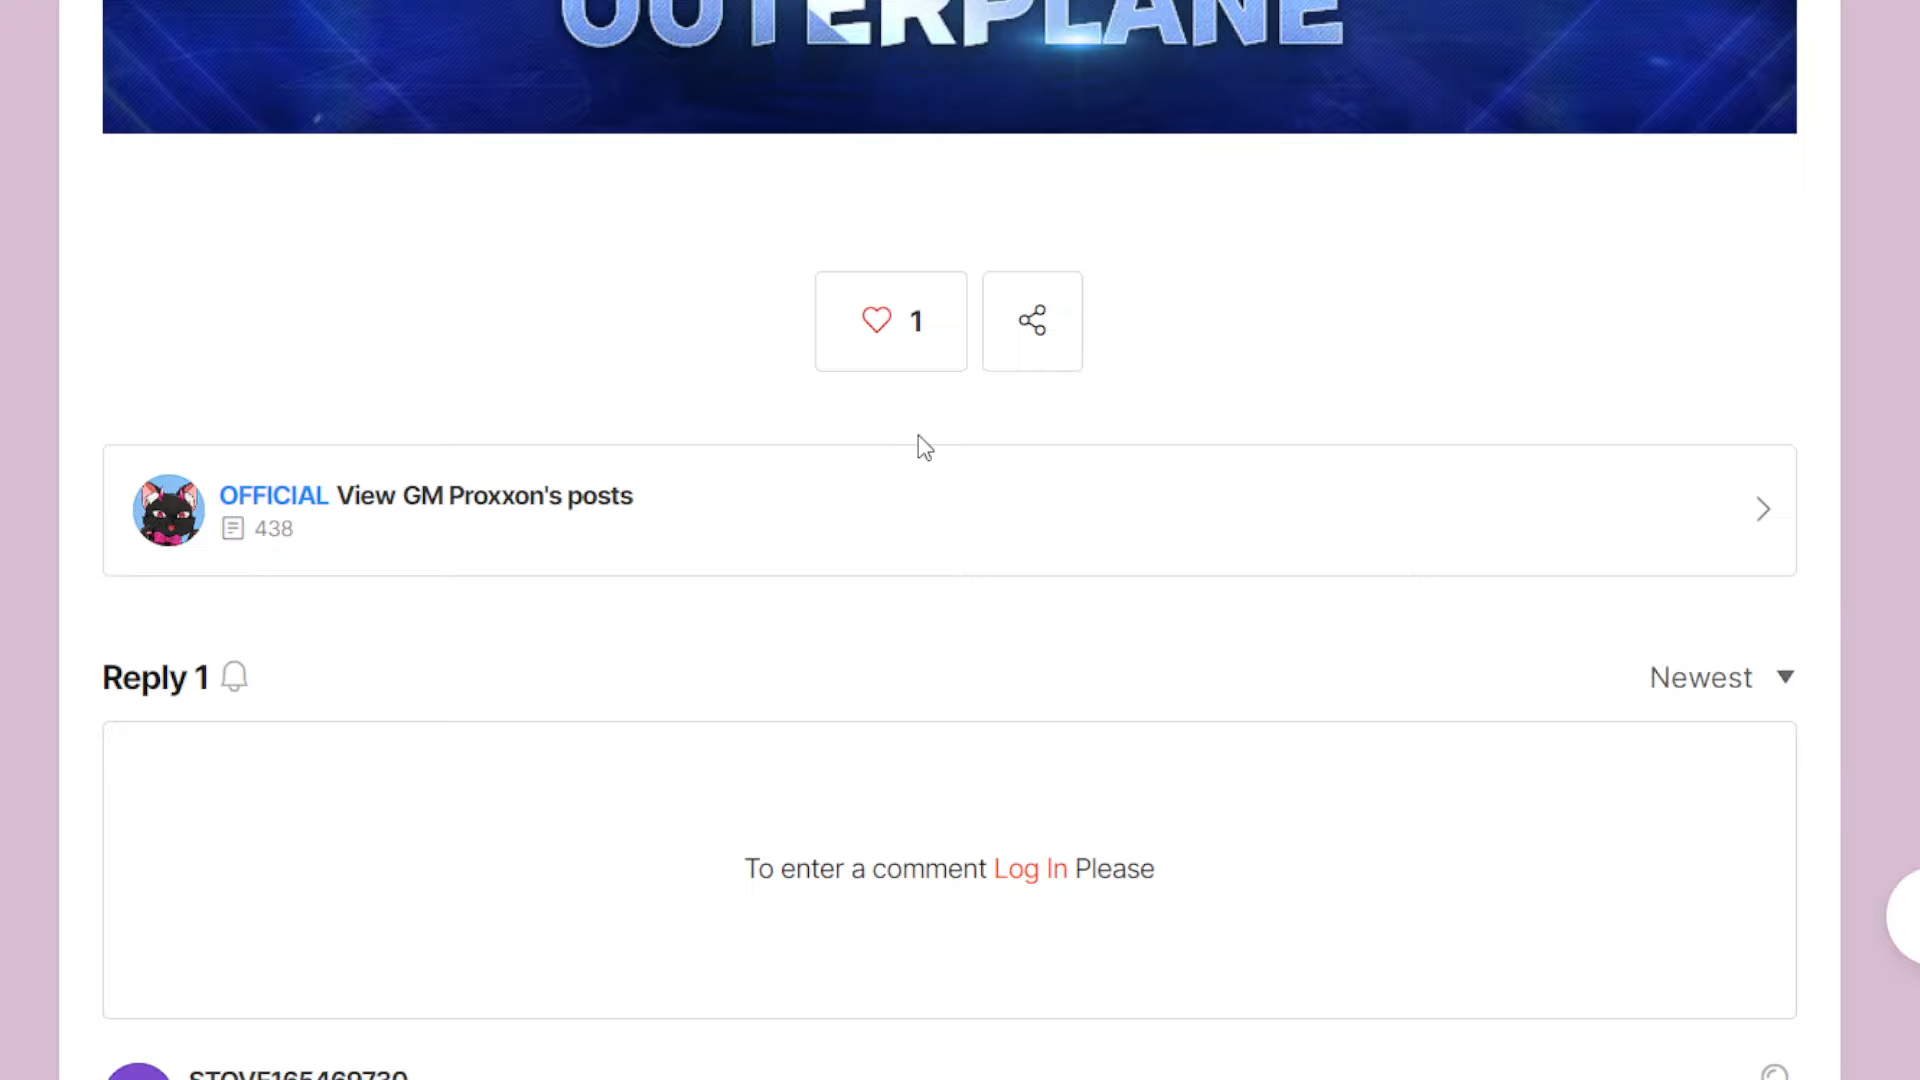 OUTERPLANE
1
OFFICIAL View GM Proxxon's posts
438
Reply 1
Newest
To enter a comment Log In Please
STOVE165469730